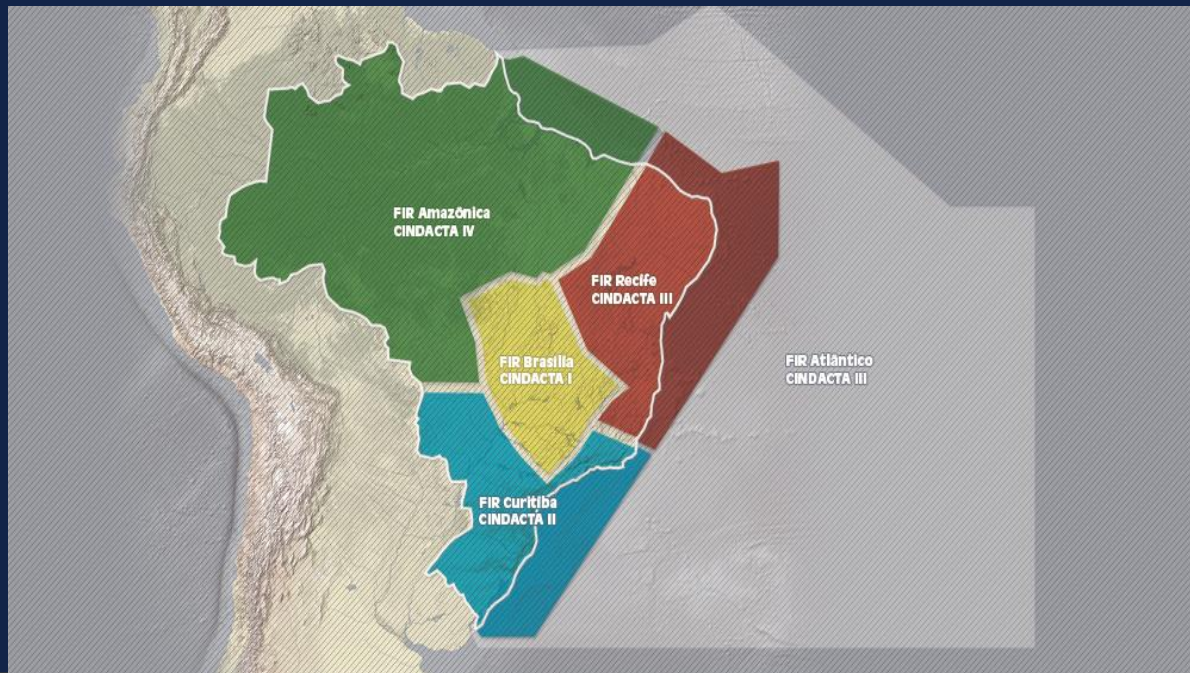 FIR Amazônica
CINDACTA IV
FIR Recife
CINDACTA III
FIR Brasília
CINDACTA I
FIR Atlântico
CINDACTA III
FIR Curitiba
CINDACTA II